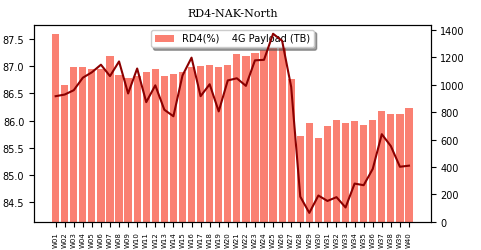 RD4-NAK-North
RD4(%)
4G Payload (TB)
87.5
87.0
86.5
86.0
85.5
85.0
84.5
1400
1200
1000
800
600
400
200
0
W01
W02
W03
W04
W05
W06
W07
W08
W09
W10
W11
W12
W13
W14
W15
W16
W17
W18
W19
W20
W21
W22
W23
W24
W25
W26
W27
W28
W29
W30
W31
W32
W33
W34
W35
W36
W37
W38
W39
W40